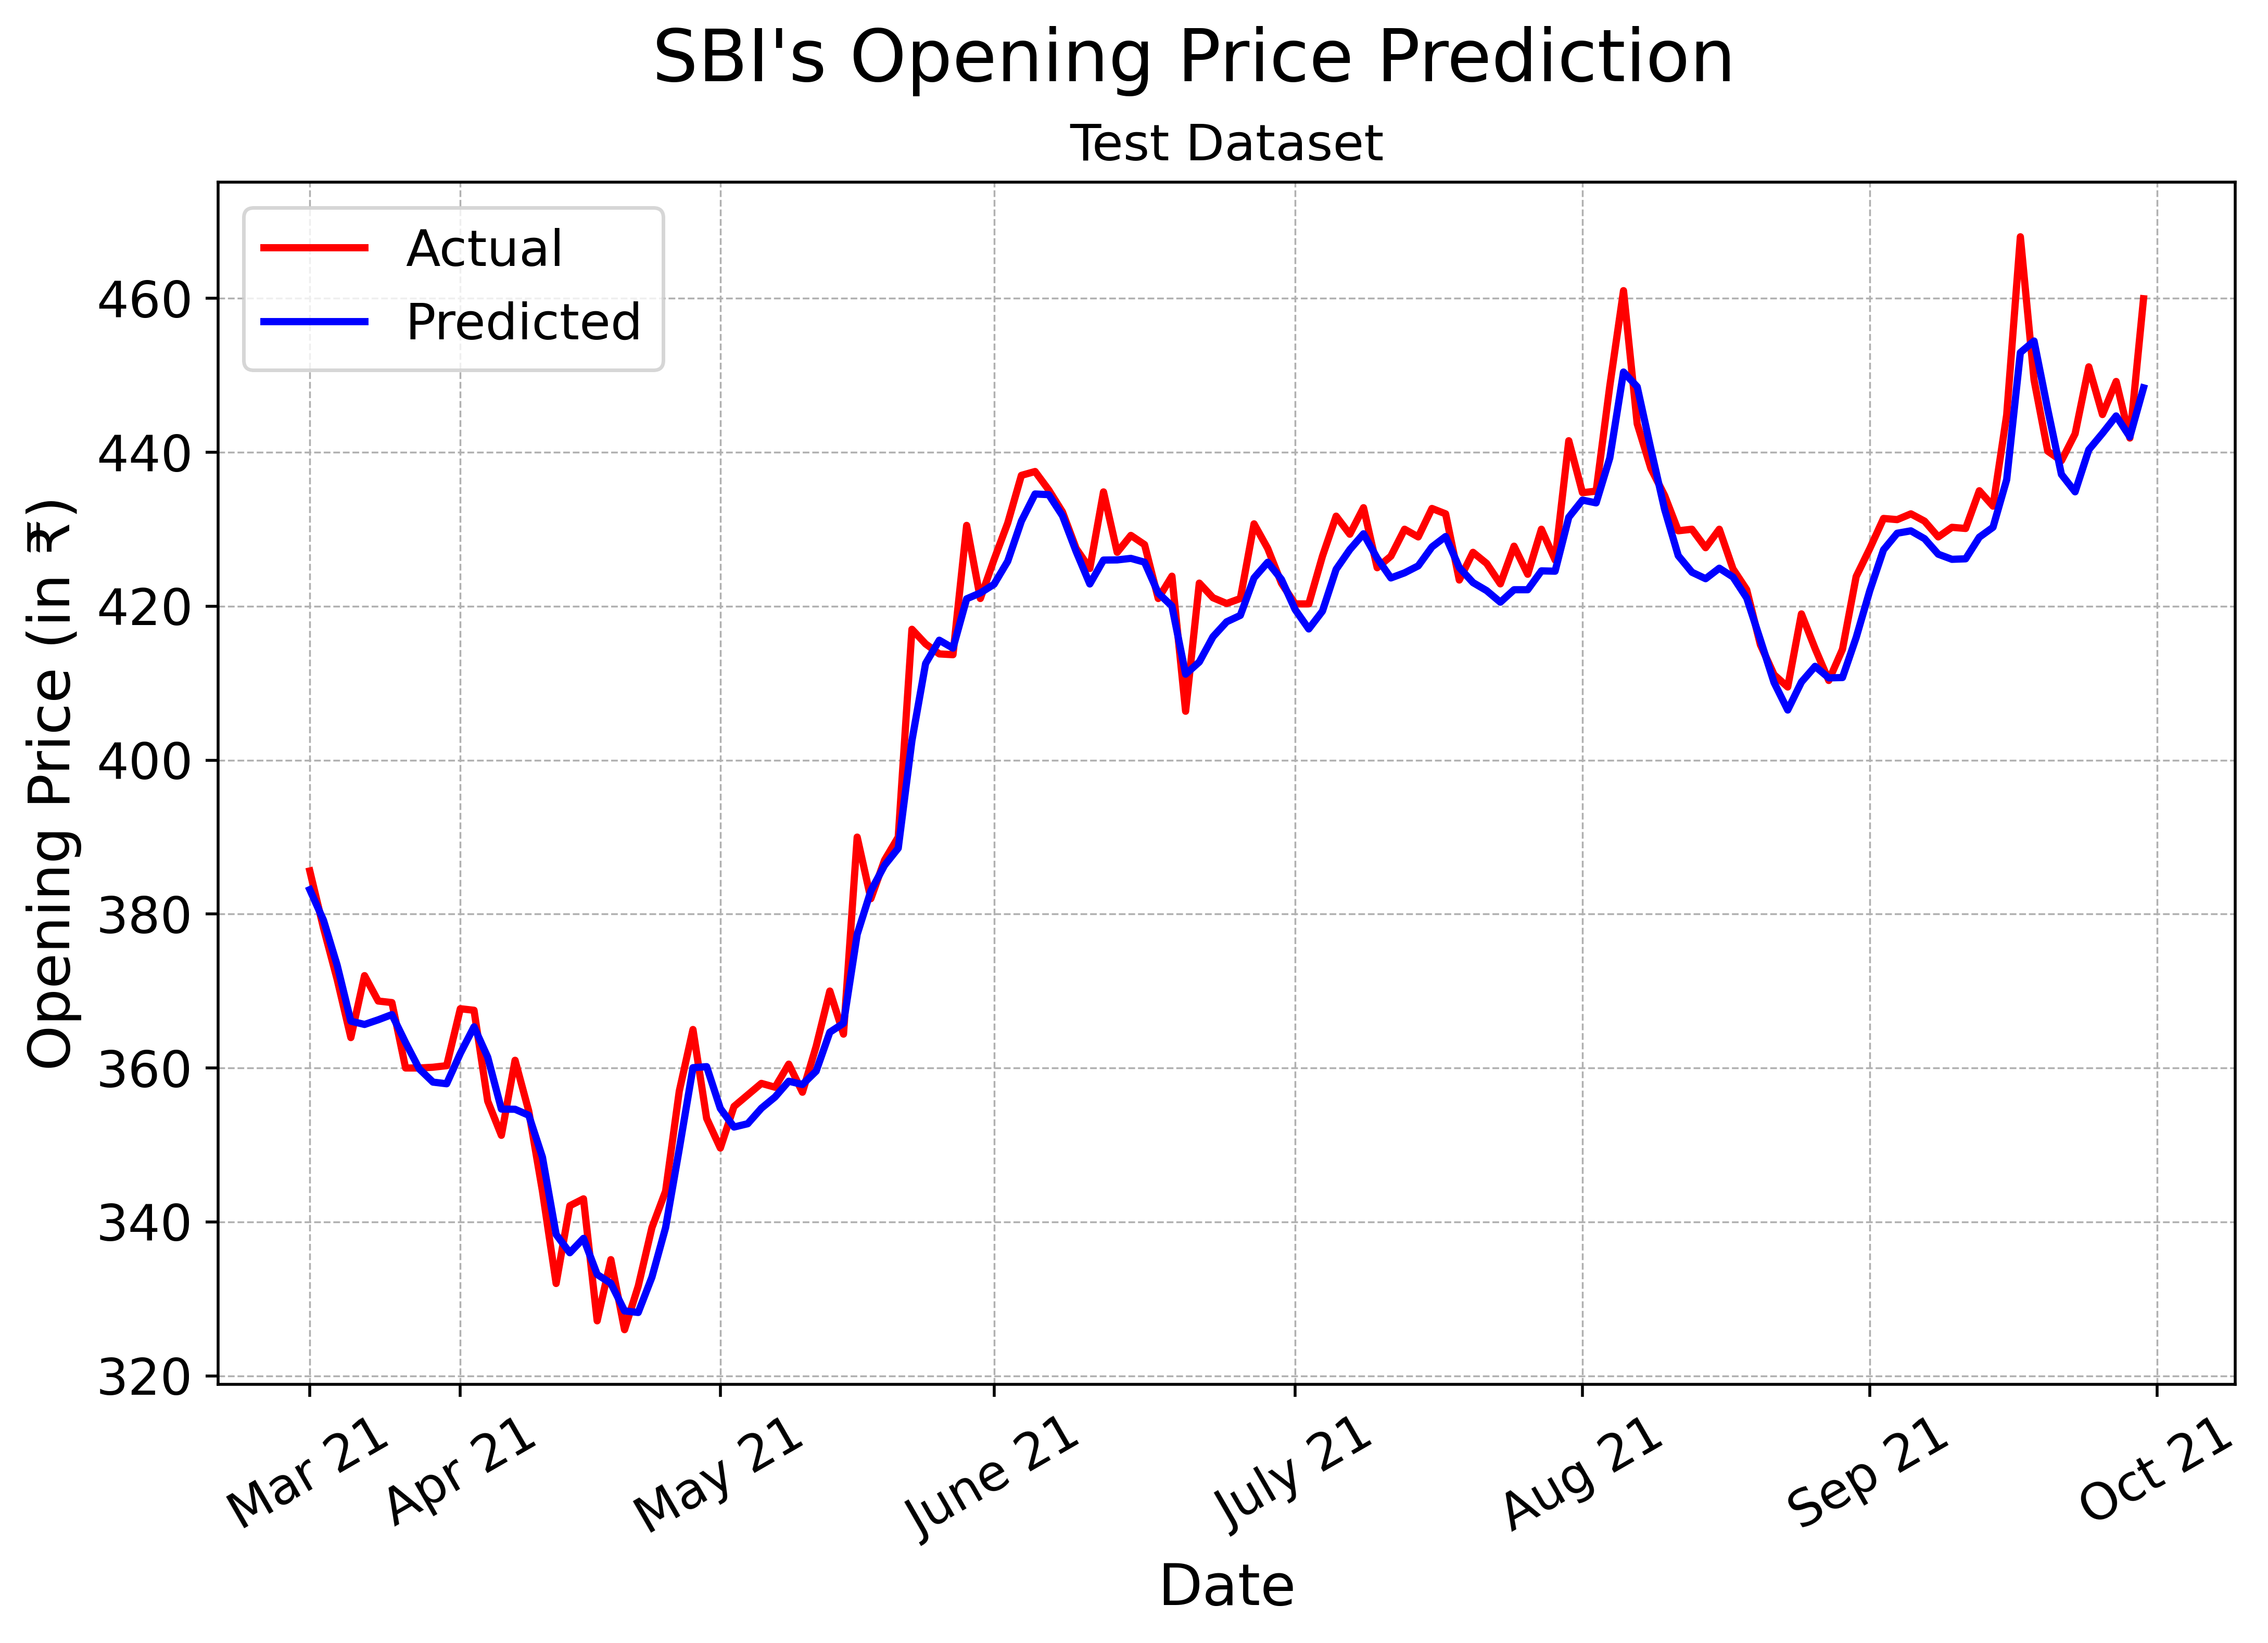 SBI's Opening Price Prediction
Test Dataset
Actual
Predicted
Opening Price (in ₹)
460
440
420
400
380
360
340
320
Mar 21
Apr 21
May 21
June 21
July 21
Aug 21
Sep 21
Oct 21
Date